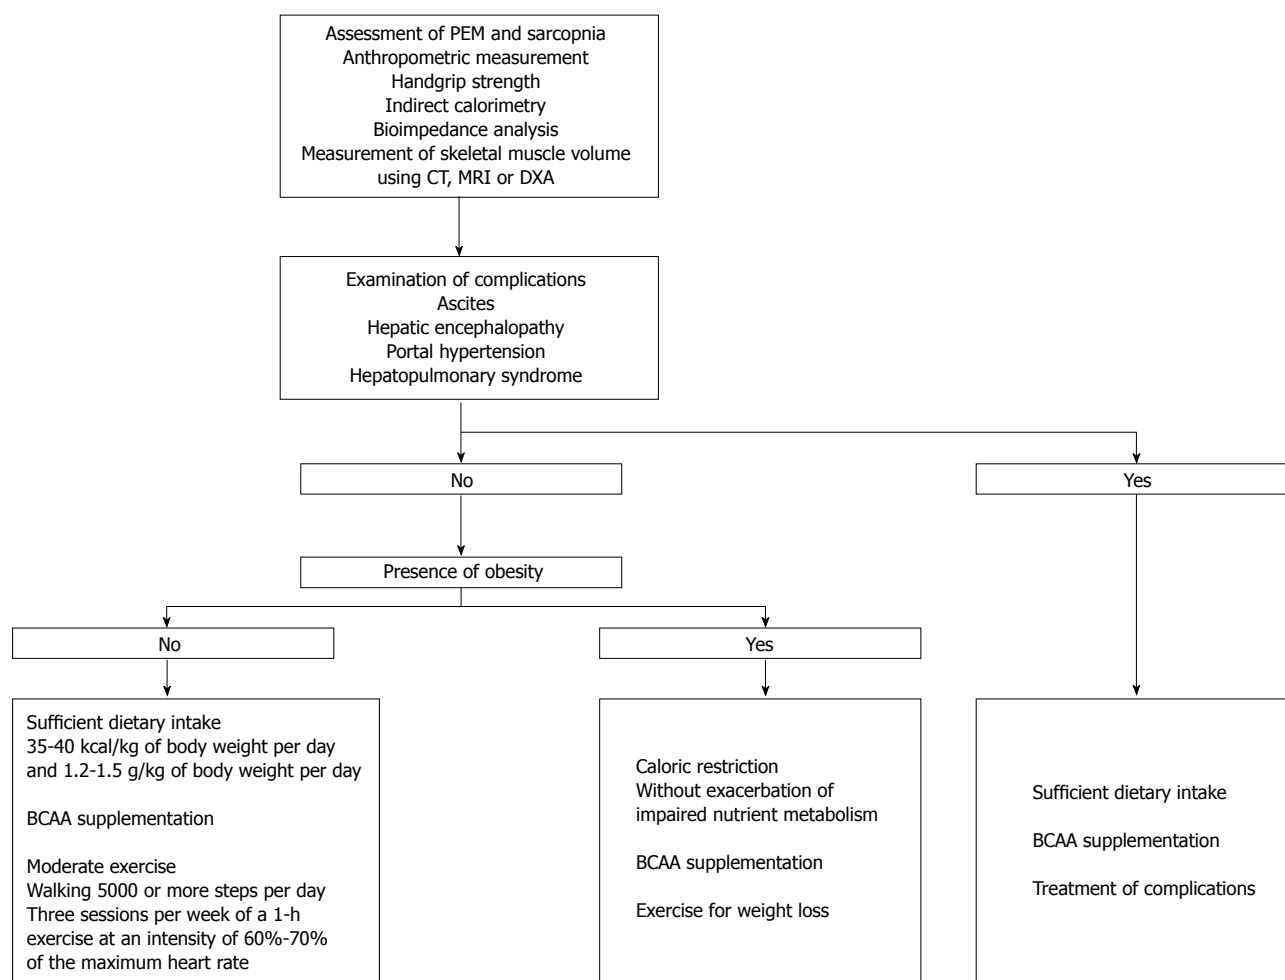 Assessment of PEM and sarcopnia
Anthropometric measurement
Handgrip strength
Indirect calorimetry
Bioimpedance analysis
Measurement of skeletal muscle volume
using CT, MRI or DXA
Examination of complications
Ascites
Hepatic encephalopathy
Portal hypertension
Hepatopulmonary syndrome
No
Yes
Presence of obesity
No
Yes
Sufficient dietary intake
35-40 kcal/kg of body weight per day
and 1.2-1.5 g/kg of body weight per day
BCAA supplementation
Moderate exercise
Walking 5000 or more steps per day
Three sessions per week of a 1-h
exercise at an intensity of 60%-70%
of the maximum heart rate
Caloric restriction
Without exacerbation of
impaired nutrient metabolism
BCAA supplementation
Exercise for weight loss
Sufficient dietary intake
BCAA supplementation
Treatment of complications